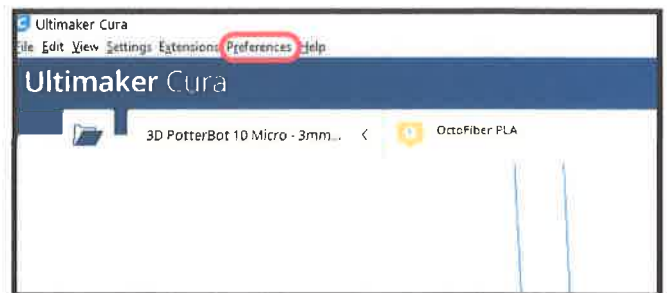 Ultimaker Cura
File Edit View Settings Extensions Preferences Help
Ultimaker Cura
3D PotterBot 10 Micro - 3mm... <
OctoFiber PLA